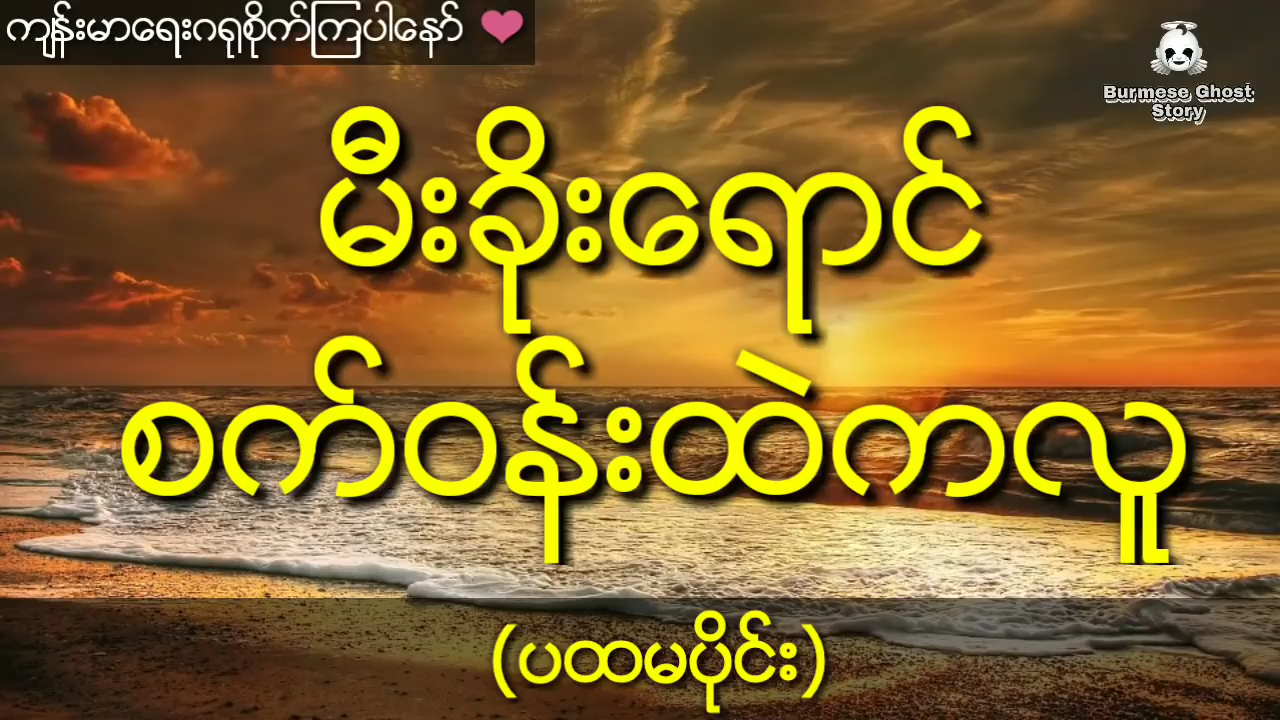 ကျန်းမာရေးဂရုစိုက်ကြပါနော် ❤
Burmese Ghost
Story
မီးခိုးရောင်
စက်ဝန်းထဲကလူ
(ပထမပိုင်း)